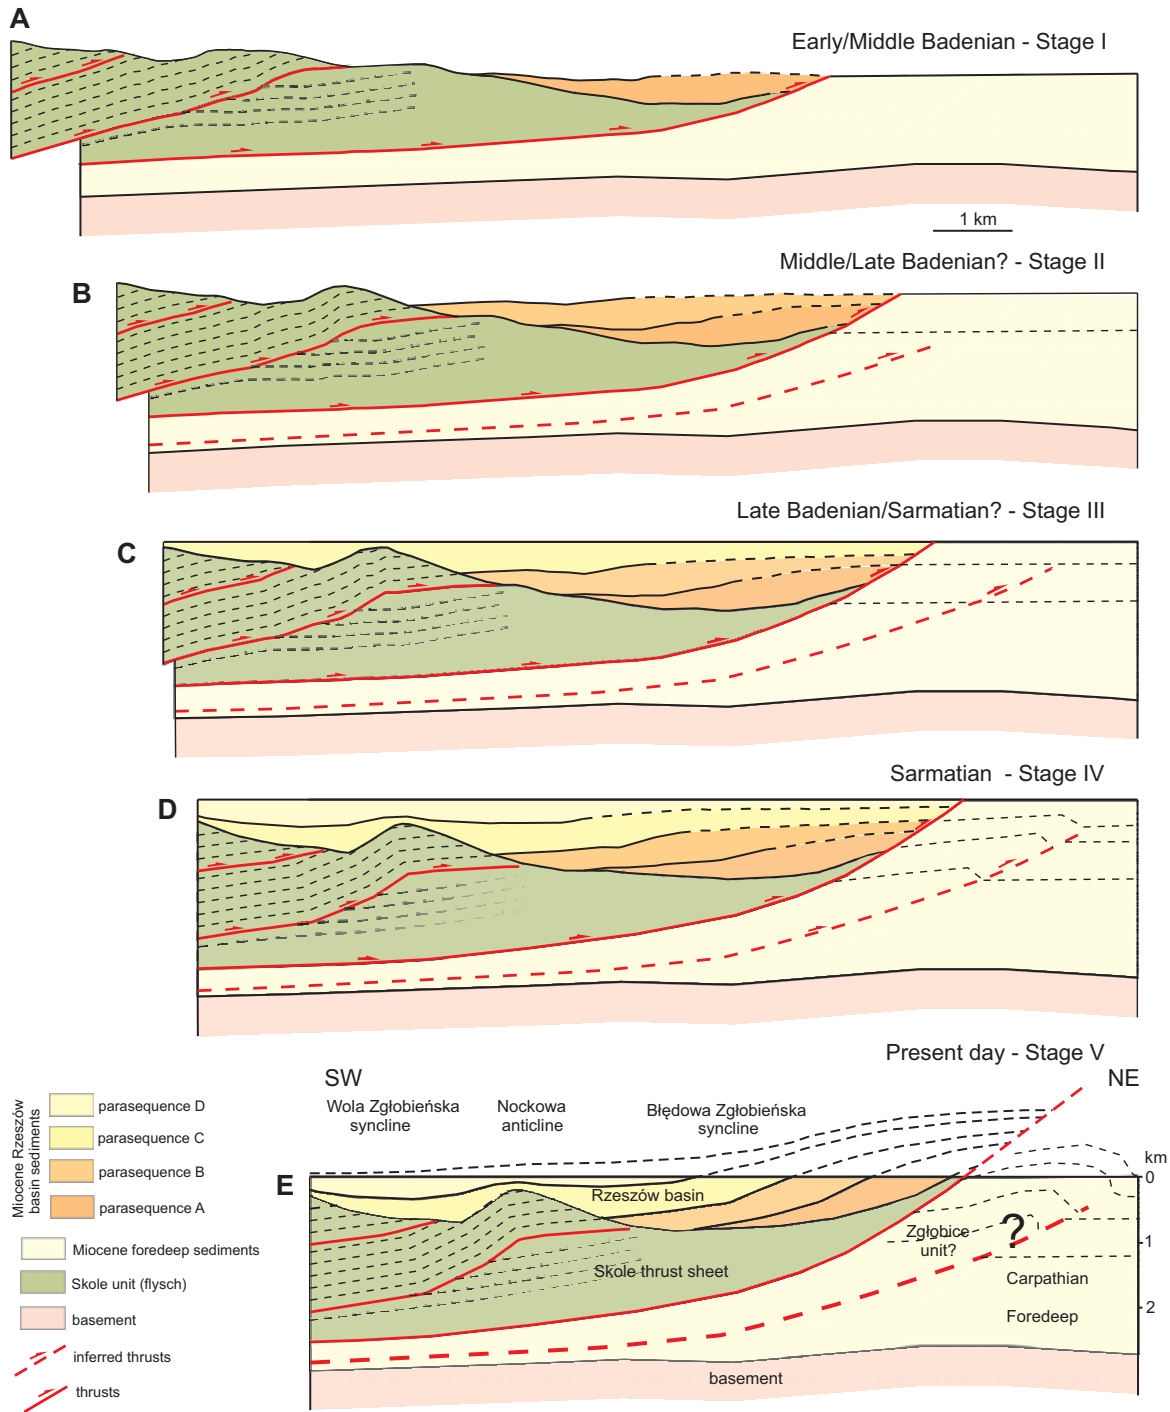 A
Early/Middle Badenian - Stage I
1 km
Middle/Late Badenian? - Stage II
B
Late Badenian/Sarmatian? - Stage III
C
Sarmatian - Stage IV
D
Present day - Stage V
SW
NE
Wola Zgłobieńska
syncline
Nockowa
anticline
Błędowa Zgłobieńska
syncline
km
E
0
Rzeszów basin
Zgłobice
unit?
?
1
Skole thrust sheet
Carpathian
Foredeep
2
basement
Miocene Rzeszów
basin sediments
parasequence D
parasequence C
parasequence B
parasequence A
Miocene foredeep sediments
Skole unit (flysch)
basement
inferred thrusts
thrusts